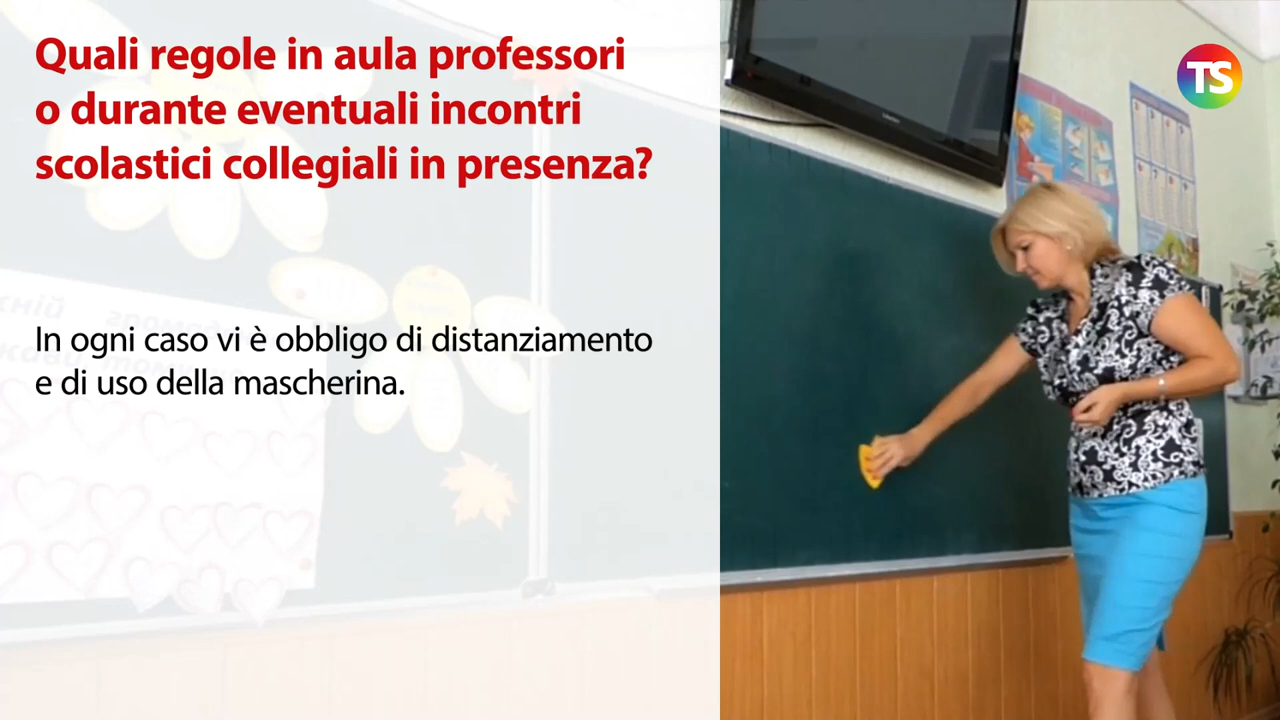 Quali regole in aula professori
o durante eventuali incontri
scolastici collegiali in presenza?
TS
In ogni caso vi è obbligo di distanziamento
e di uso della mascherina.